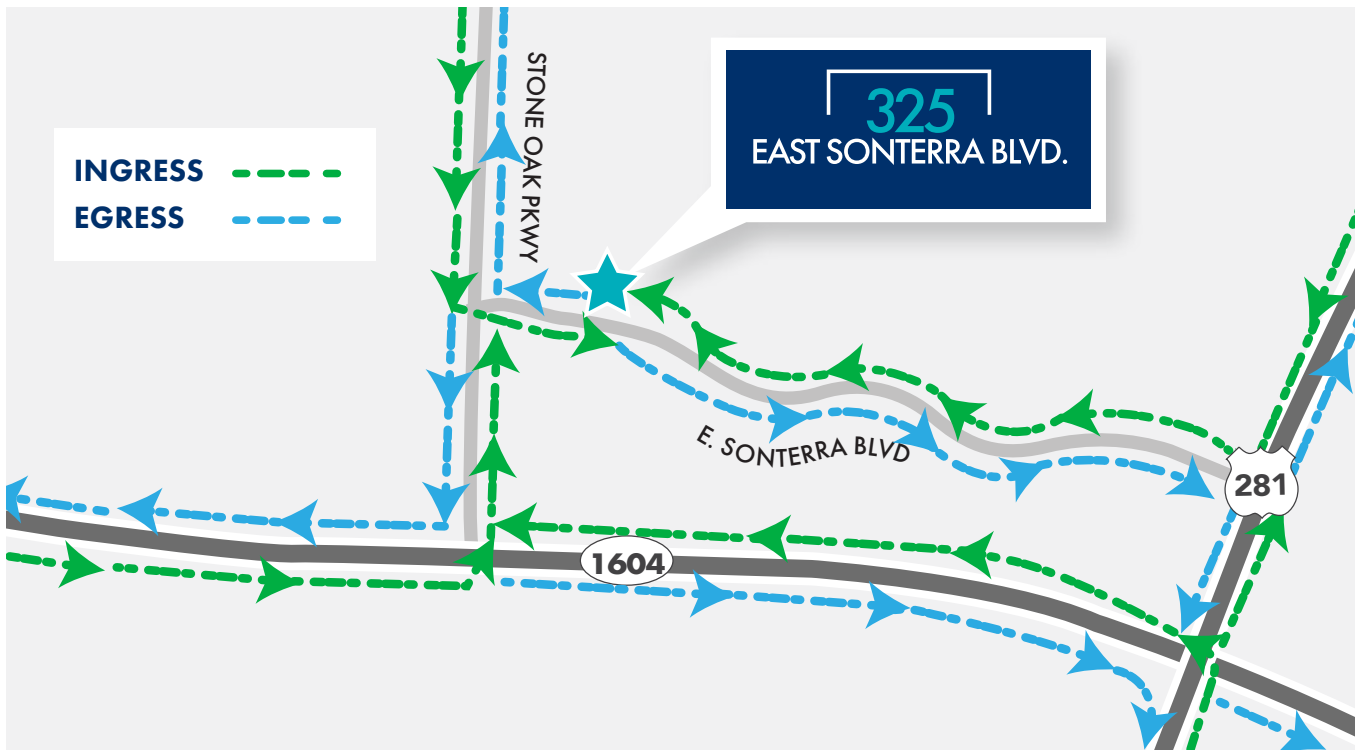 STONE OAK PKWY
325
EAST SONTERRA BLVD.
INGRESS
EGRESS
E. SONTERRA BLVD
281
1604